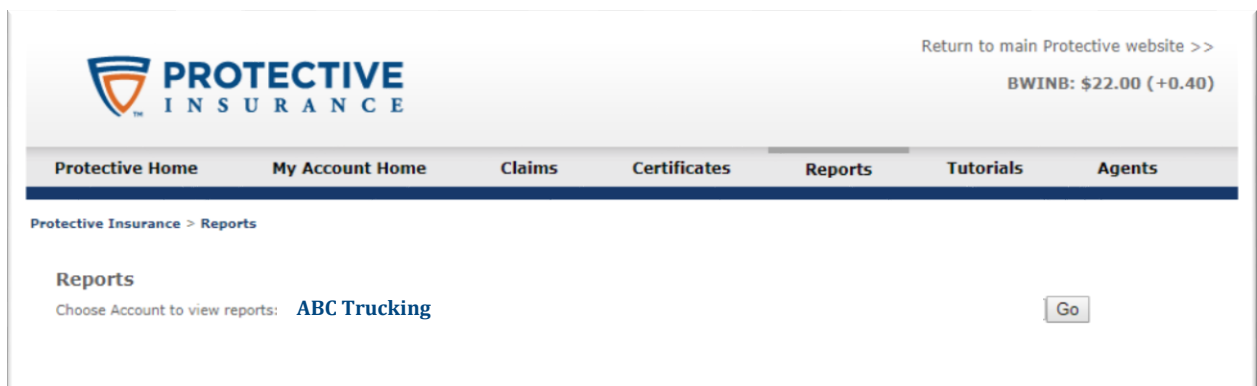 Return to main Protective website >>
PROTECTIVE
INSURANCE
TM
BWINB: $22.00 (+0.40)
Protective Home My Account Home Claims Certificates Reports Tutorials Agents
Protective Insurance > Reports
Reports
Choose Account to view reports: ABC Trucking Go